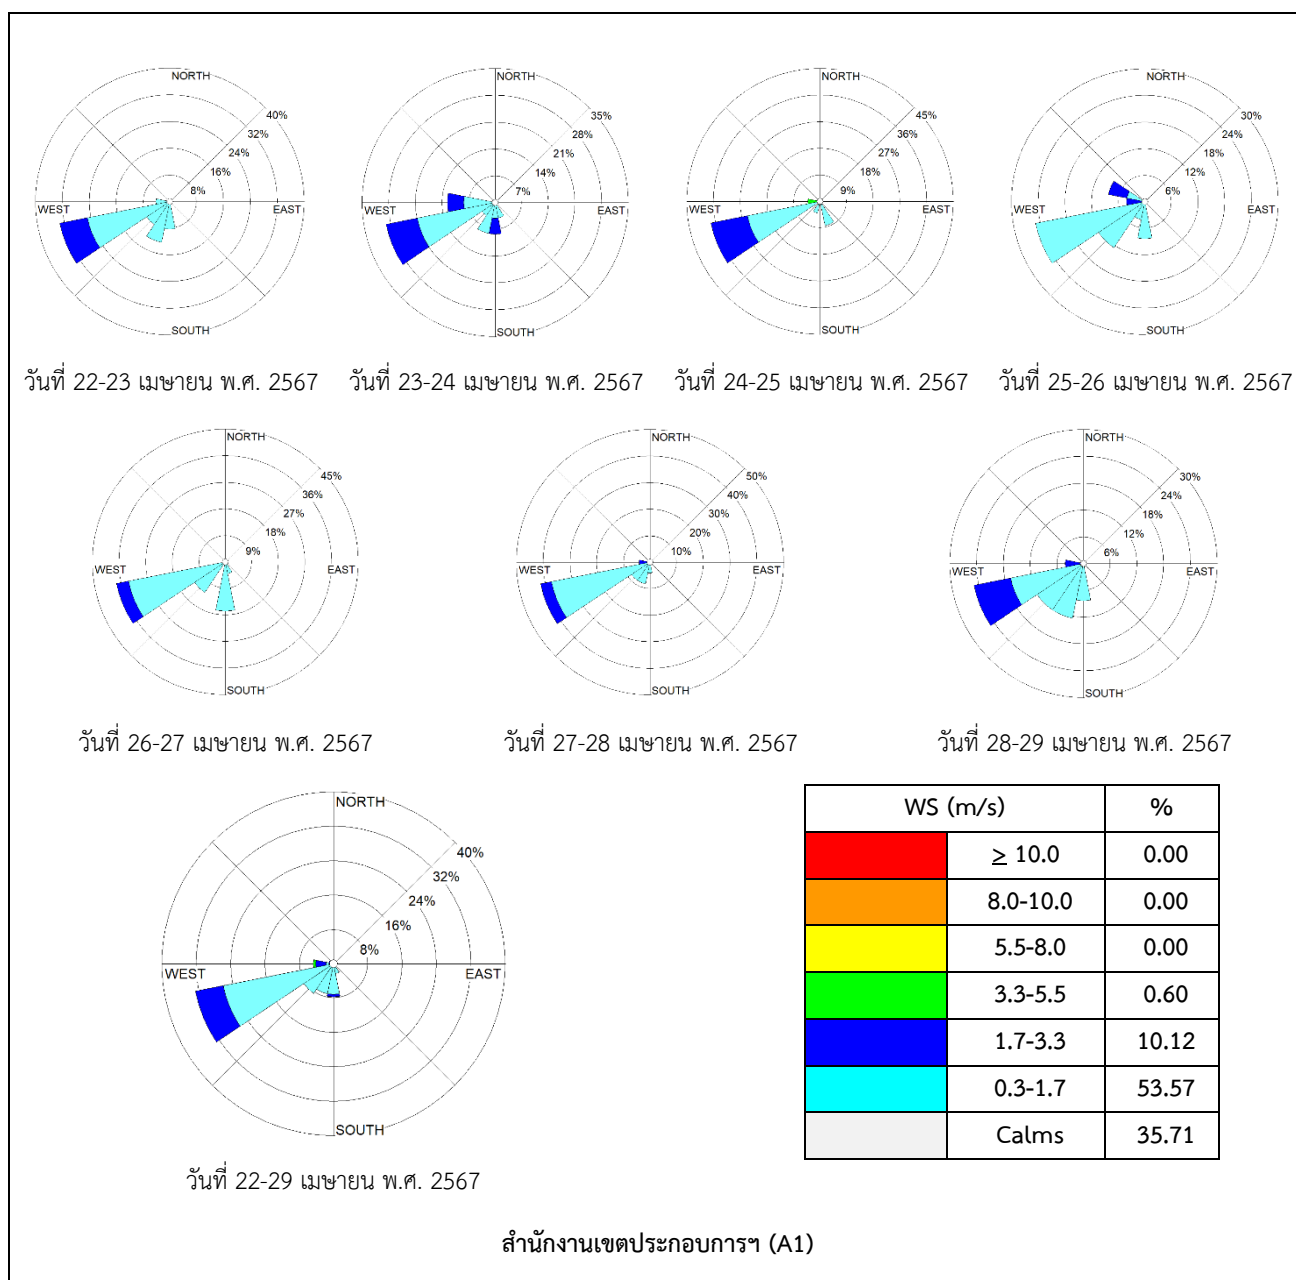 NORTH
40%
32%
24%
16%
8%
WEST
EAST
SOUTH
วันที่ 22-23 เมษายน พ.ศ. 2567
NORTH
35%
28%
21%
14%
7%
WEST
EAST
SOUTH
วันที่ 23-24 เมษายน พ.ศ. 2567
NORTH
45%
36%
27%
18%
9%
WEST
EAST
SOUTH
วันที่ 24-25 เมษายน พ.ศ. 2567
NORTH
30%
24%
18%
12%
6%
WEST
EAST
SOUTH
วันที่ 25-26 เมษายน พ.ศ. 2567
NORTH
45%
36%
27%
18%
9%
WEST
EAST
SOUTH
วันที่ 26-27 เมษายน พ.ศ. 2567
NORTH
50%
40%
30%
20%
10%
WEST
EAST
SOUTH
วันที่ 27-28 เมษายน พ.ศ. 2567
NORTH
30%
24%
18%
12%
6%
WEST
EAST
SOUTH
วันที่ 28-29 เมษายน พ.ศ. 2567
NORTH
40%
32%
24%
16%
8%
WEST
EAST
SOUTH
วันที่ 22-29 เมษายน พ.ศ. 2567
WS (m/s) %
≥ 10.0 0.00
8.0-10.0 0.00
5.5-8.0 0.00
3.3-5.5 0.60
1.7-3.3 10.12
0.3-1.7 53.57
Calms 35.71
สำนักงานเขตประกอบการฯ (A1)